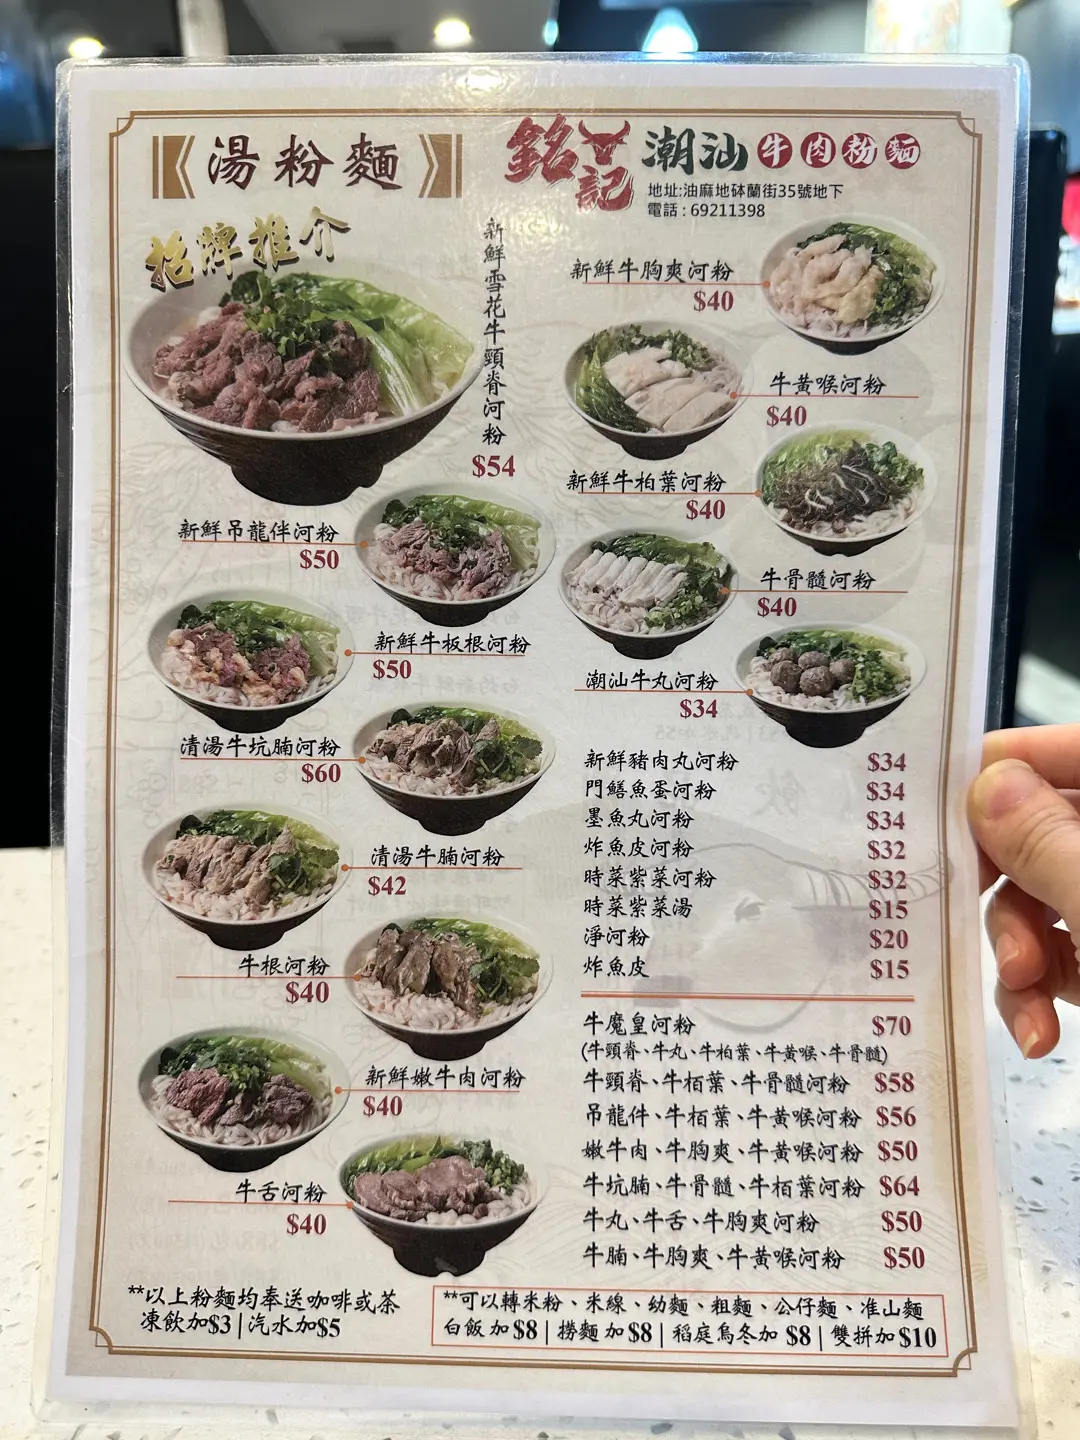 湯粉麵
銘記
潮汕牛肉粉麵
地址:油麻地砵蘭街35號地下
電話 : 69211398
招牌推介
新鮮雪花牛頸脊河粉
$54
新鮮吊龍伴河粉
$50
新鮮牛板根河粉
$50
清湯牛坑腩河粉
$60
清湯牛腩河粉
$42
牛根河粉
$40
新鮮嫩牛肉河粉
$40
牛舌河粉
$40
新鮮牛胸爽河粉
$40
牛黃喉河粉
$40
新鮮牛柏葉河粉
$40
牛骨髓河粉
$40
潮汕牛丸河粉
$34
新鮮豬肉丸河粉 $34
門鱔魚蛋河粉 $34
墨魚丸河粉 $34
炸魚皮河粉 $32
時菜紫菜河粉 $32
時菜紫菜湯 $15
淨河粉 $20
炸魚皮 $15
牛魔皇河粉 $70
(牛頸脊、牛丸、牛柏葉、牛黃喉、牛骨髓)
牛頸脊、牛栢葉、牛骨髓河粉 $58
吊龍伴、牛栢葉、牛黃喉河粉 $56
嫩牛肉、牛胸爽、牛黃喉河粉 $50
牛坑腩、牛骨髓、牛栢葉河粉 $64
牛丸、牛舌、牛胸爽河粉 $50
牛腩、牛胸爽、牛黃喉河粉 $50
**以上粉麵均奉送咖啡或茶
凍飲加$3 | 汽水加$5
**可以轉米粉、米線、幼麵、粗麵、公仔麵、准山麵
白飯加$8 | 撈麵加$8 | 稻庭烏冬加 $8 | 雙拼加$10